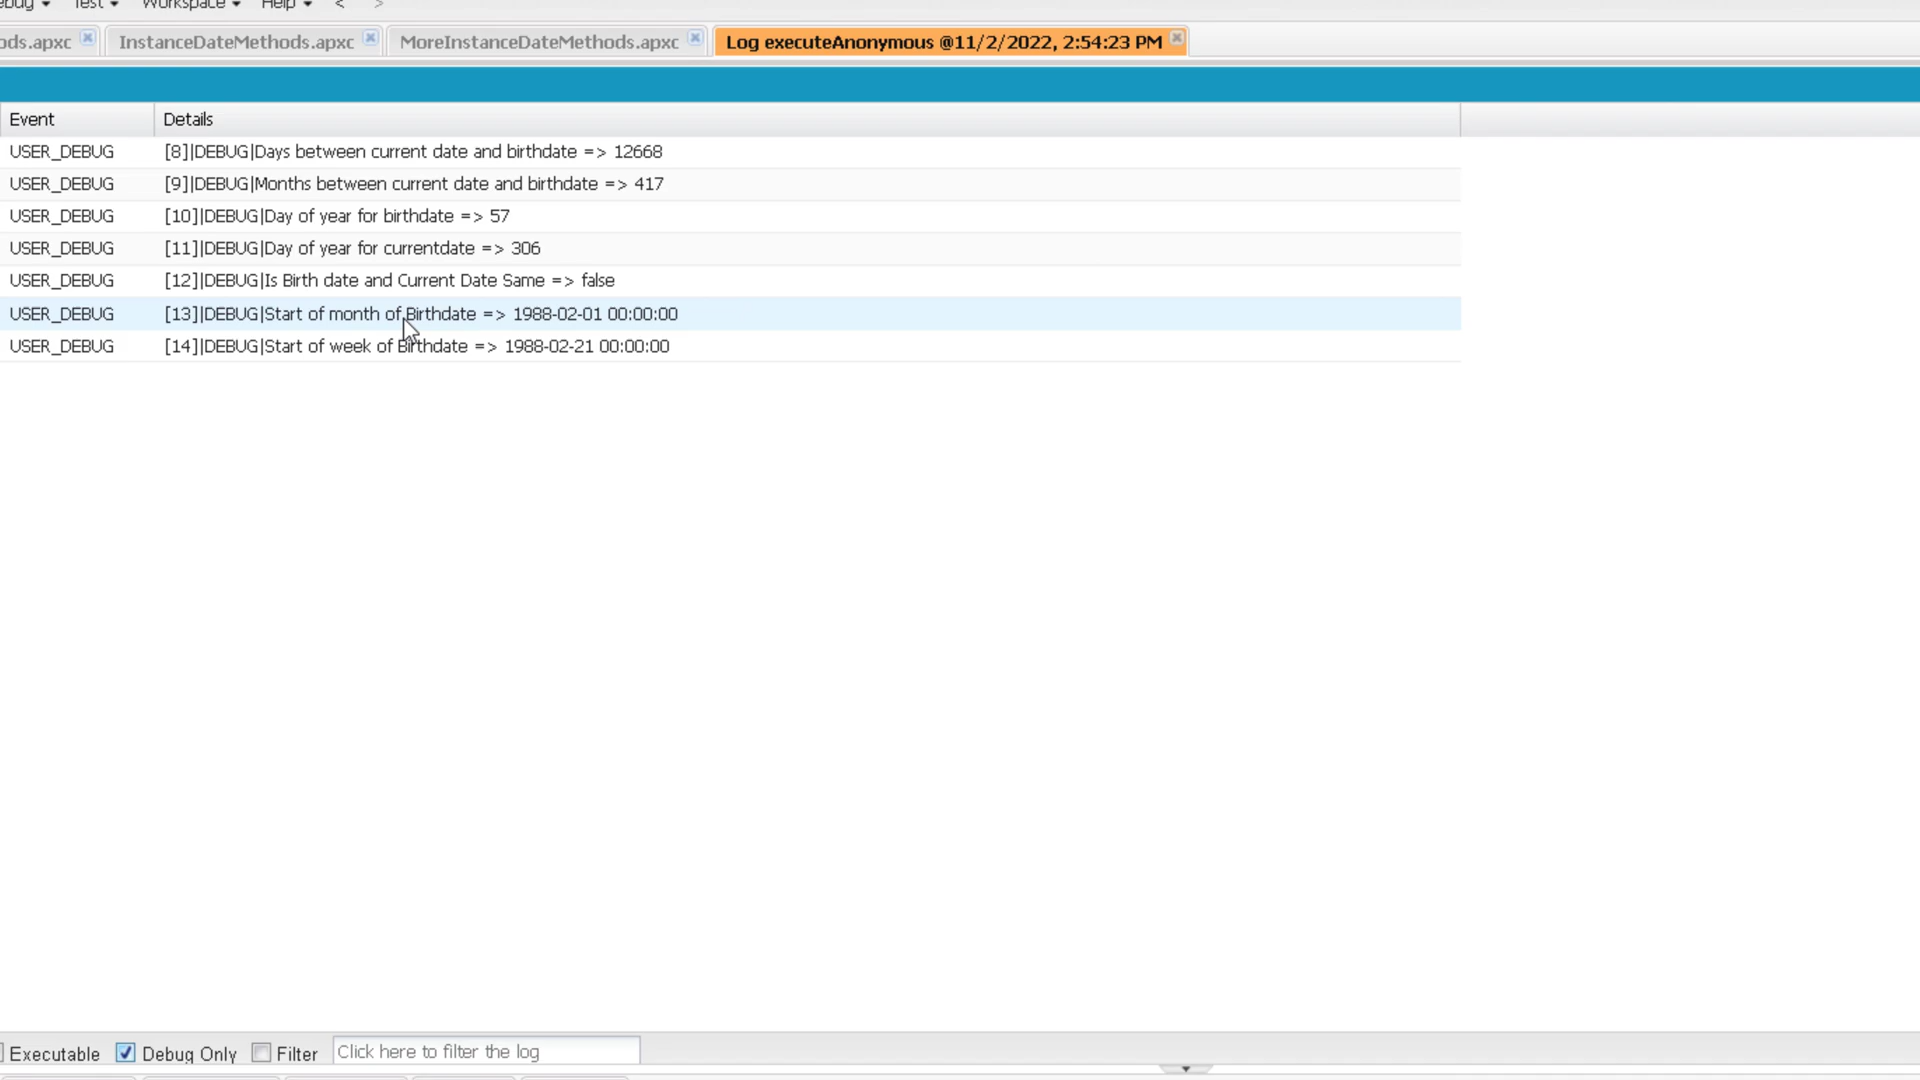 ebug Test Workspace Help < >
ods.apxc InstanceDateMethods.apxc MoreInstanceDateMethods.apxc Log executeAnonymous @11/2/2022, 2:54:23 PM
Event Details
USER_DEBUG [8]|DEBUG|Days between current date and birthdate => 12668
USER_DEBUG [9]|DEBUG|Months between current date and birthdate => 417
USER_DEBUG [10]|DEBUG|Day of year for birthdate => 57
USER_DEBUG [11]|DEBUG|Day of year for currentdate => 306
USER_DEBUG [12]|DEBUG|Is Birth date and Current Date Same => false
USER_DEBUG [13]|DEBUG|Start of month of Birthdate => 1988-02-01 00:00:00
USER_DEBUG [14]|DEBUG|Start of week of Birthdate => 1988-02-21 00:00:00
Executable Debug Only Filter Click here to filter the log